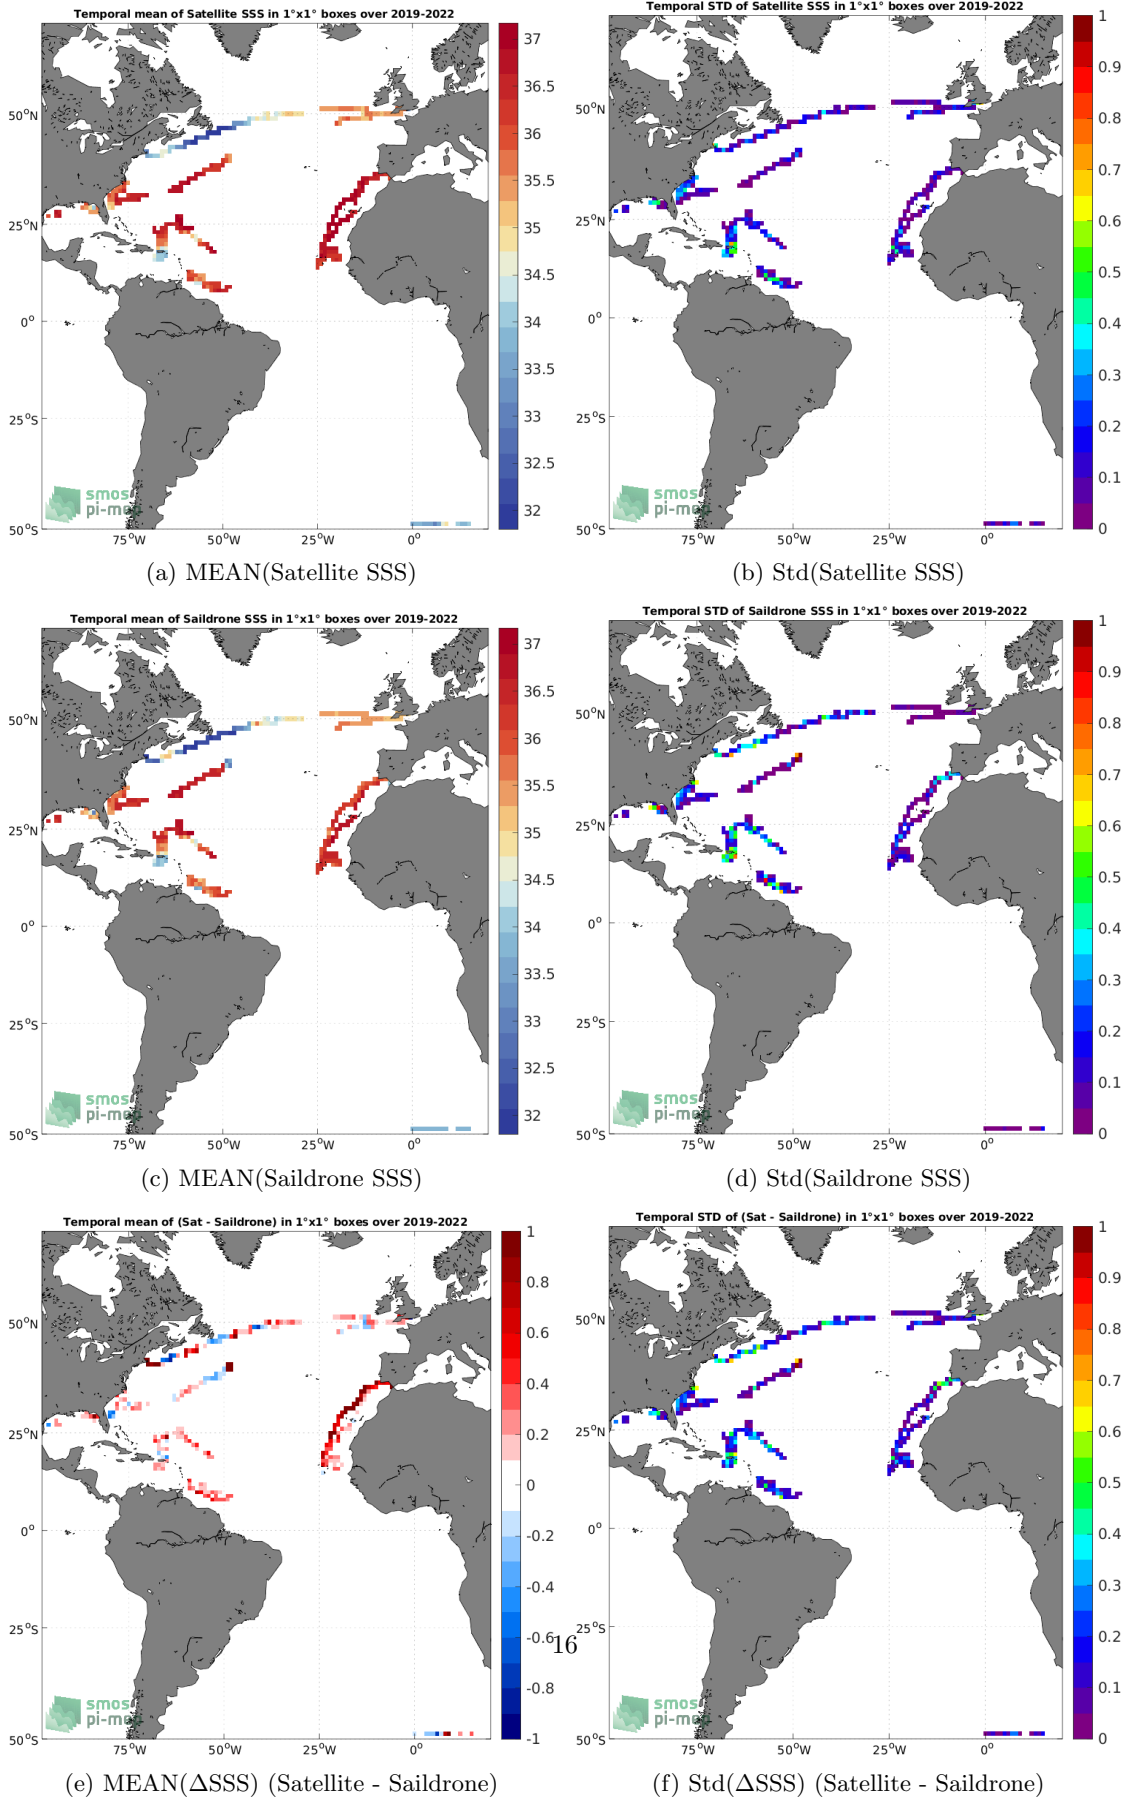 Temporal mean of Satellite SSS in 1°x1° boxes over 2019-2022
50°N
25°N
0°
25°S
50°S
75°W
50°W
25°W
0°
37
36.5
36
35.5
35
34.5
34
33.5
33
32.5
32
smos
pi-mep
(a) MEAN(Satellite SSS)
Temporal STD of Satellite SSS in 1°x1° boxes over 2019-2022
50°N
25°N
0°
25°S
50°S
75°W
50°W
25°W
0°
1
0.9
0.8
0.7
0.6
0.5
0.4
0.3
0.2
0.1
0
smos
pi-mep
(b) Std(Satellite SSS)
Temporal mean of Saildrone SSS in 1°x1° boxes over 2019-2022
50°N
25°N
0°
25°S
50°S
75°W
50°W
25°W
0°
37
36.5
36
35.5
35
34.5
34
33.5
33
32.5
32
smos
pi-mep
(c) MEAN(Saildrone SSS)
Temporal STD of Saildrone SSS in 1°x1° boxes over 2019-2022
50°N
25°N
0°
25°S
50°S
75°W
50°W
25°W
0°
1
0.9
0.8
0.7
0.6
0.5
0.4
0.3
0.2
0.1
0
smos
pi-mep
(d) Std(Saildrone SSS)
Temporal mean of (Sat - Saildrone) in 1°x1° boxes over 2019-2022
50°N
25°N
0°
25°S
50°S
75°W
50°W
25°W
0°
1
0.8
0.6
0.4
0.2
0
-0.2
-0.4
-0.6
-0.8
-1
smos
pi-mep
(e) MEAN(ΔSSS) (Satellite - Saildrone)
Temporal STD of (Sat - Saildrone) in 1°x1° boxes over 2019-2022
50°N
25°N
0°
25°S
50°S
75°W
50°W
25°W
0°
1
0.9
0.8
0.7
0.6
0.5
0.4
0.3
0.2
0.1
0
smos
pi-mep
(f) Std(ΔSSS) (Satellite - Saildrone)
16